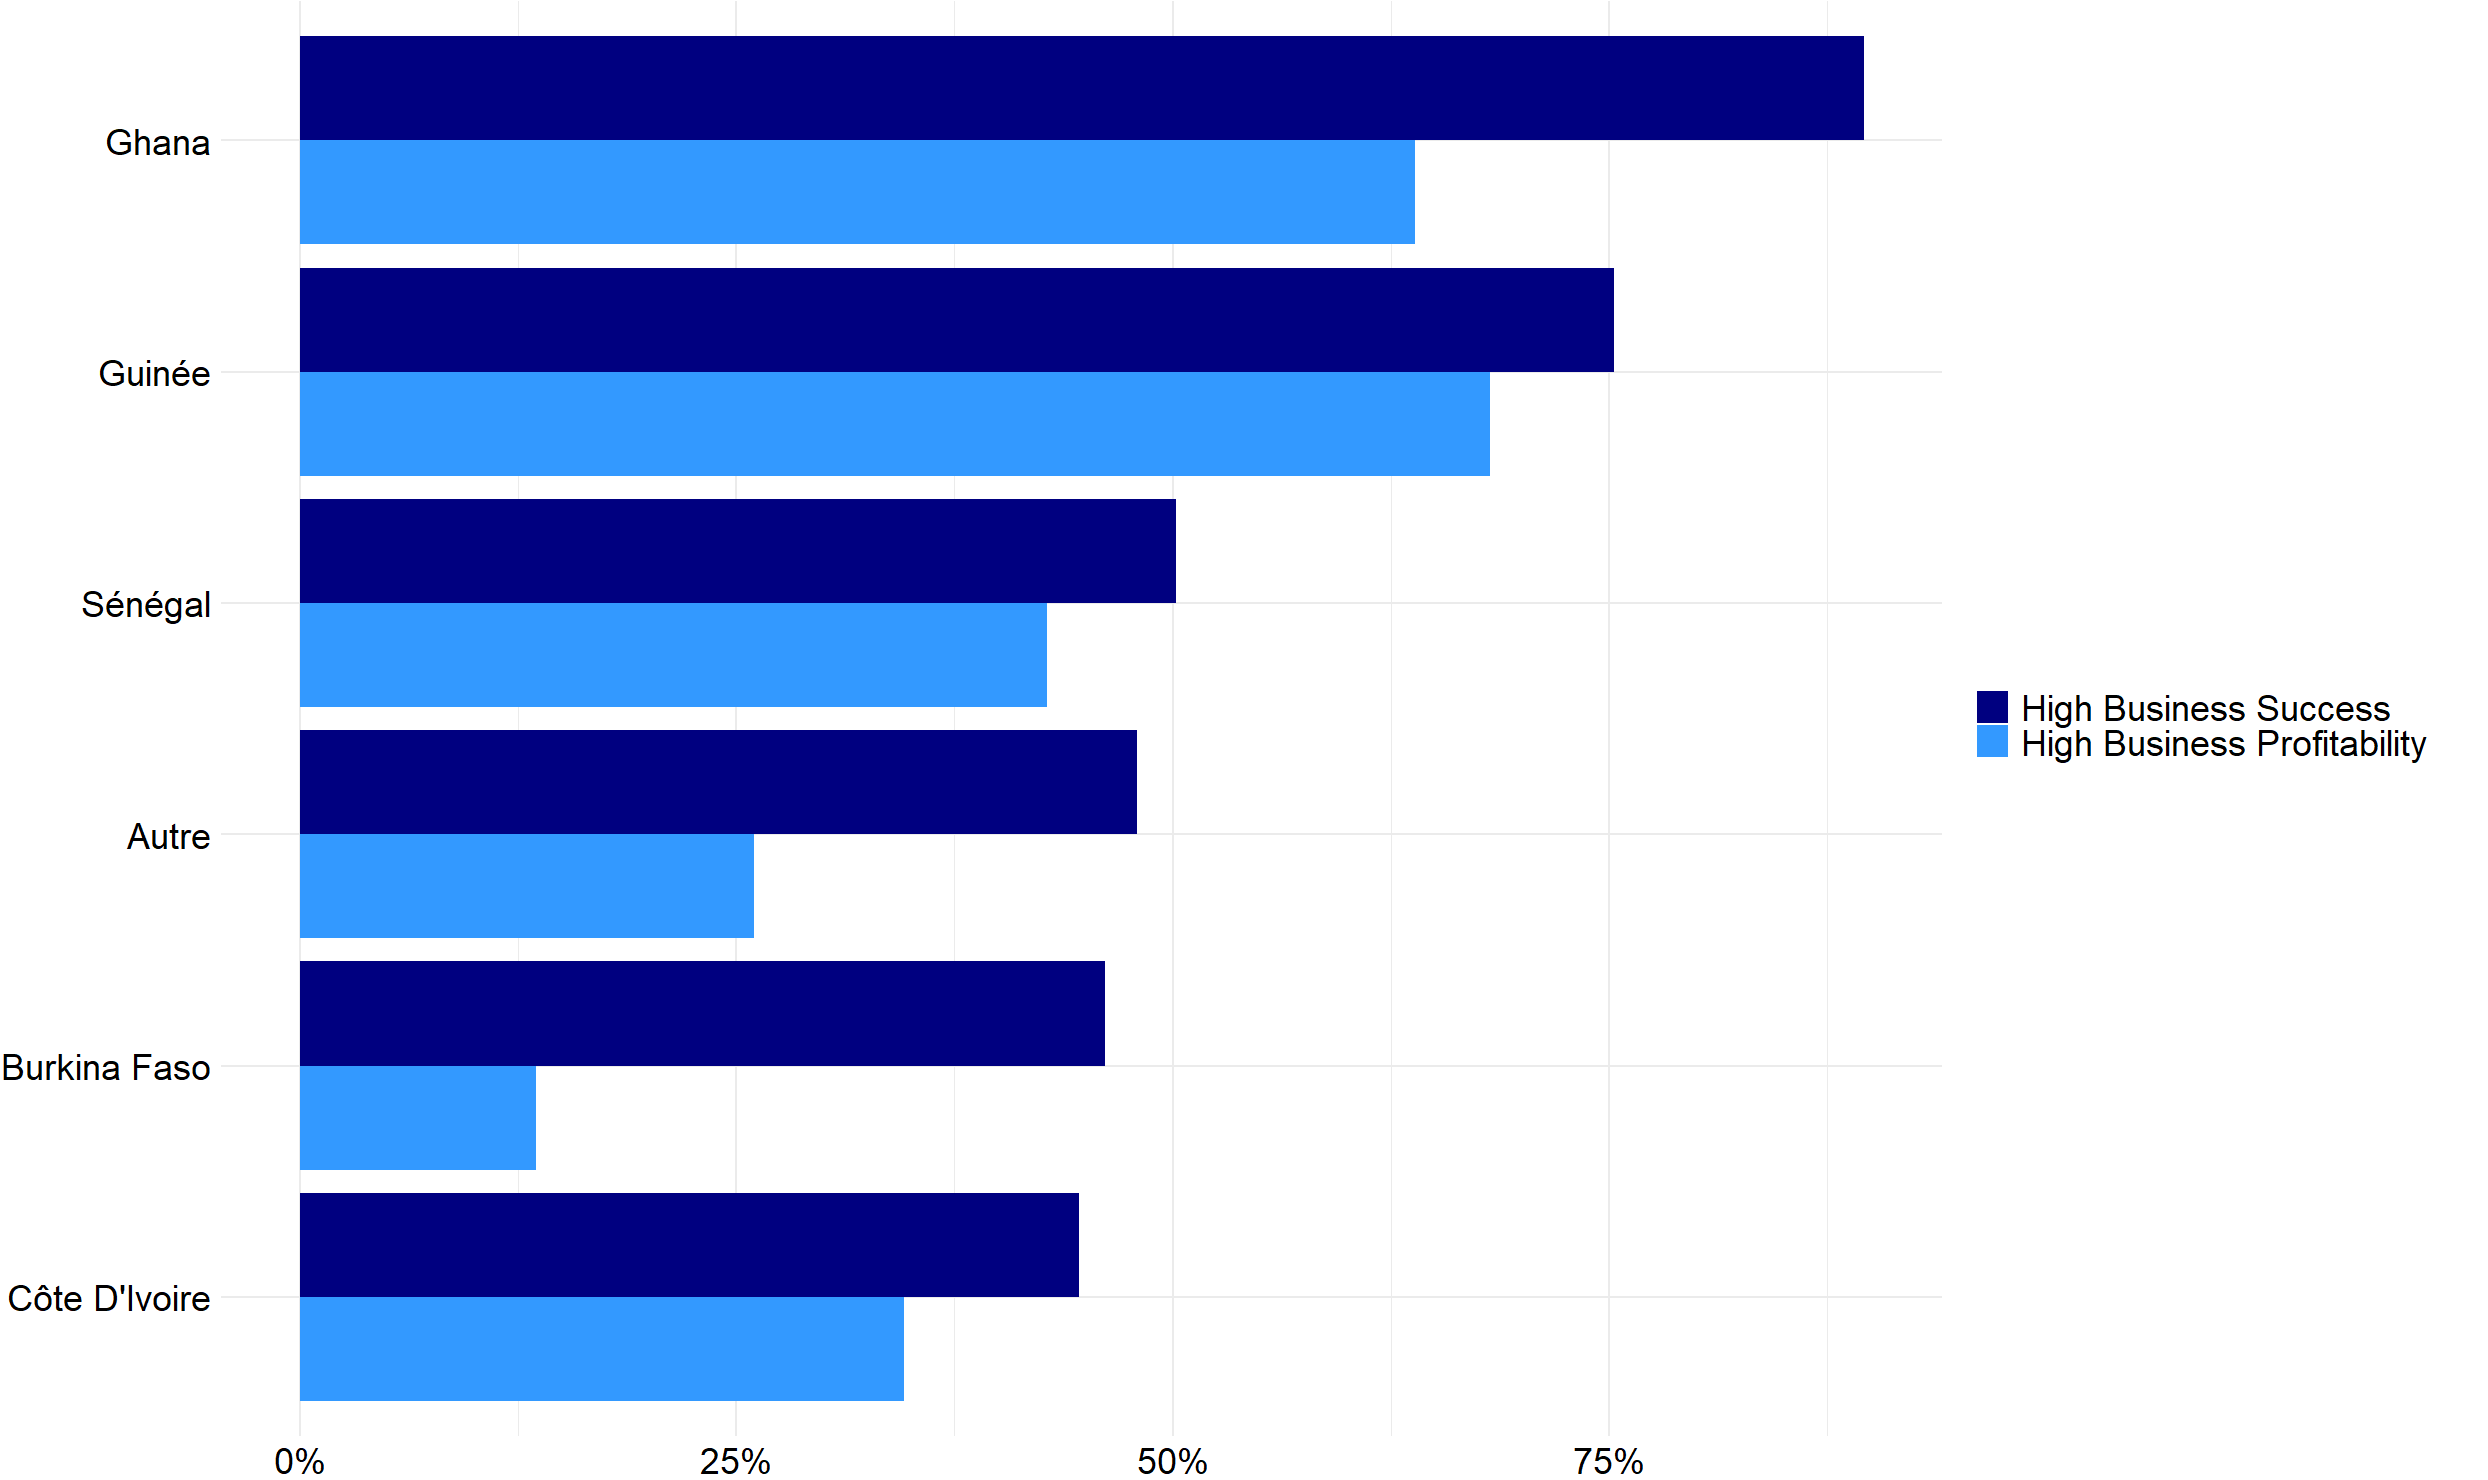 Ghana
Guinée
Sénégal
Autre
Burkina Faso
Côte D'Ivoire
0% 25% 50% 75%
High Business Success
High Business Profitability